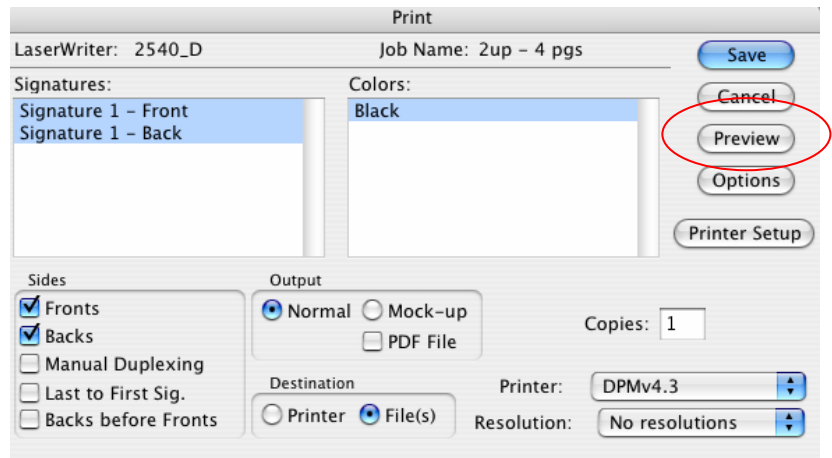 Print
LaserWriter: 2540_D
Job Name: 2up – 4 pgs
Save
Signatures:
Colors:
Cancel
Signature 1 – Front
Black
Signature 1 – Back
Preview
Options
Printer Setup
Sides
Fronts
Backs
Manual Duplexing
Last to First Sig.
Backs before Fronts
Output
Normal
Mock-up
PDF File
Copies: 1
Destination
Printer
File(s)
Printer: DPMv4.3
Resolution: No resolutions